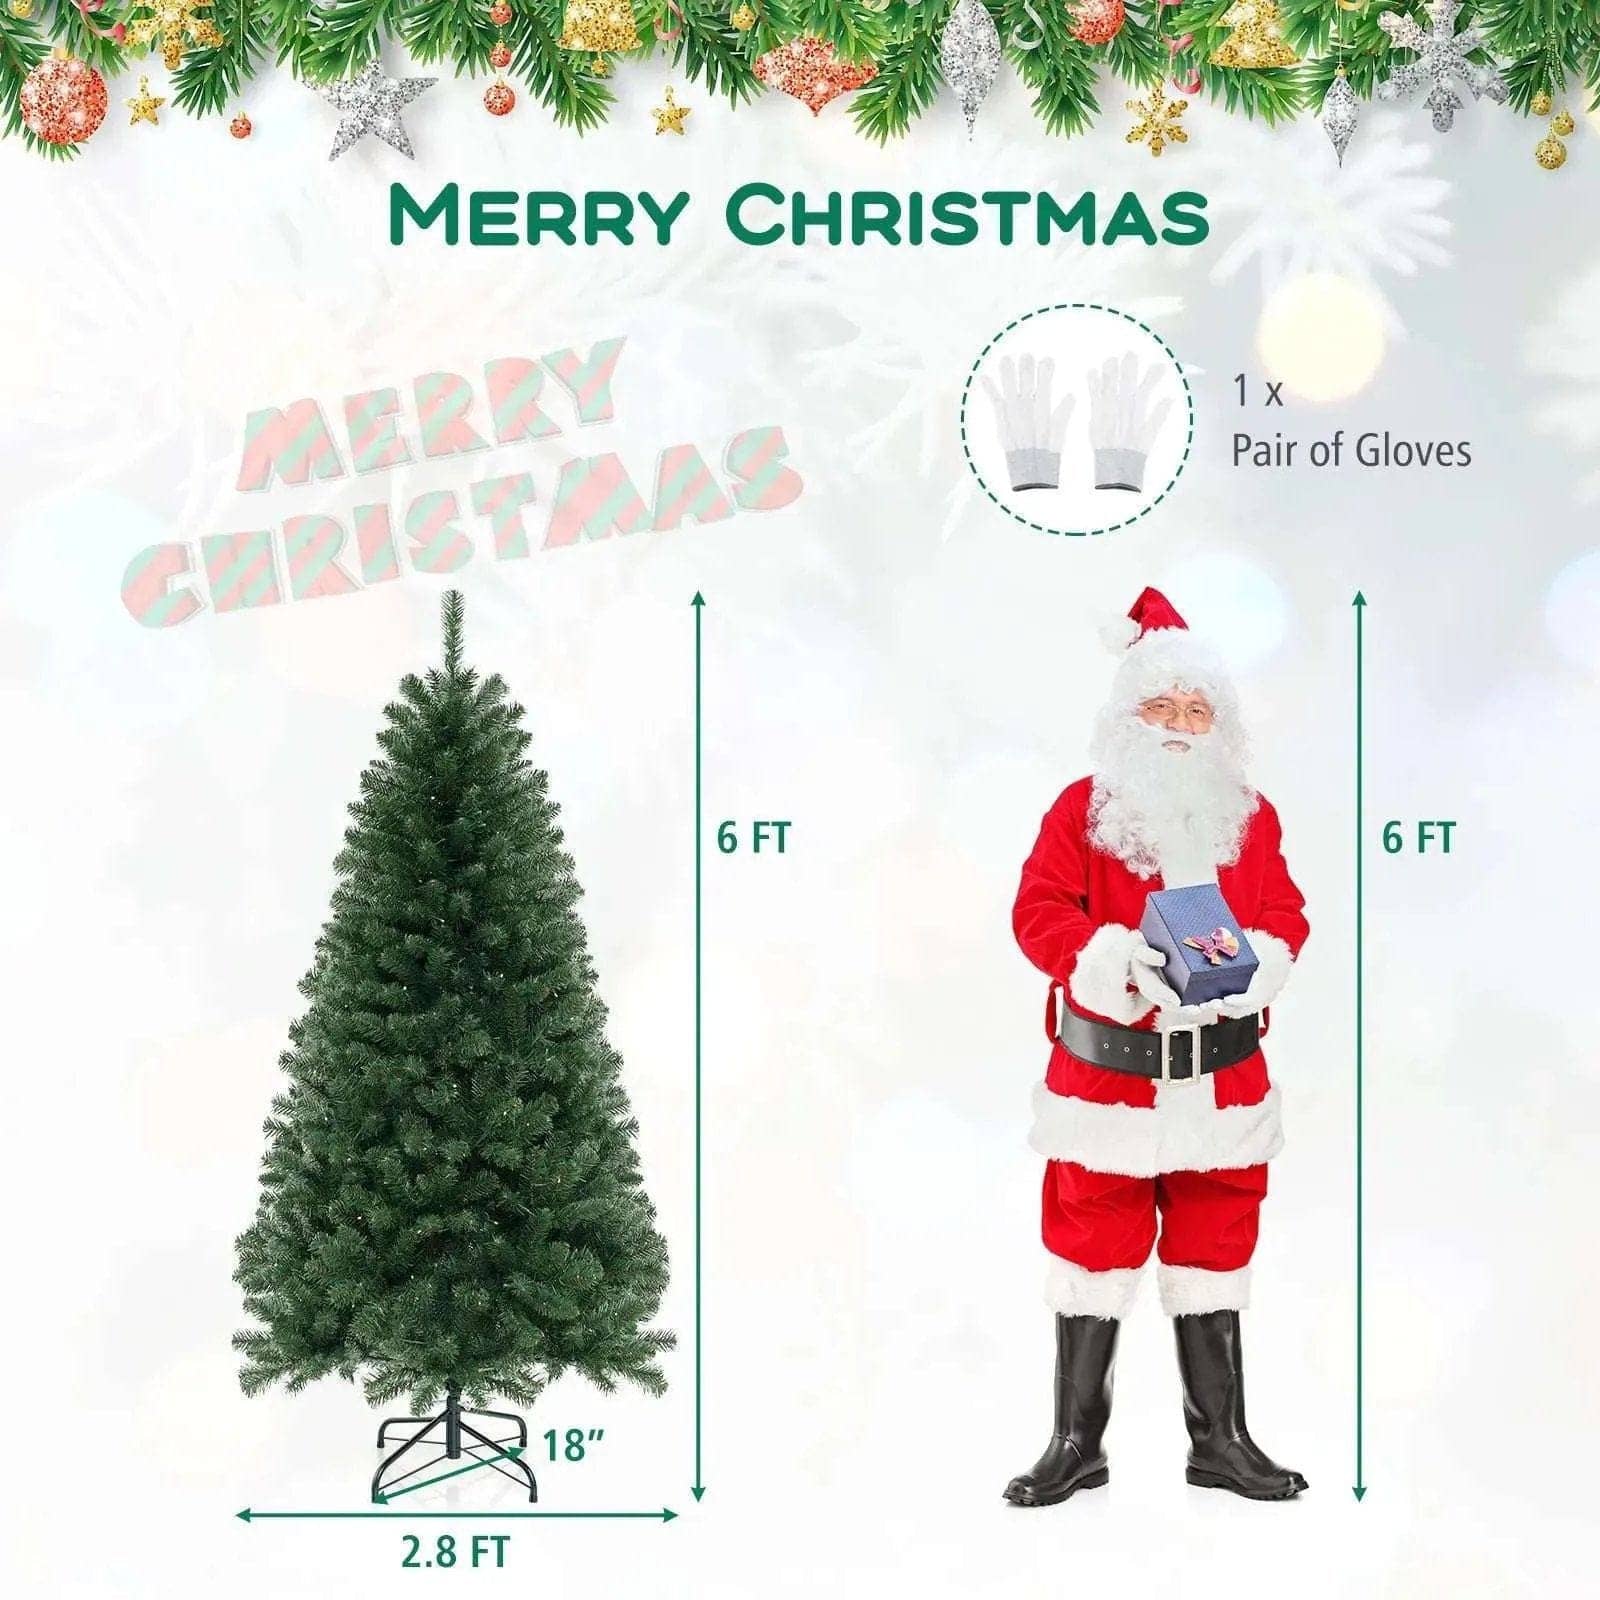 MERRY CHRISTMAS
MERRY
CHRISTMAS
1 x
Pair of Gloves
6 FT
6 FT
18”
2.8 FT